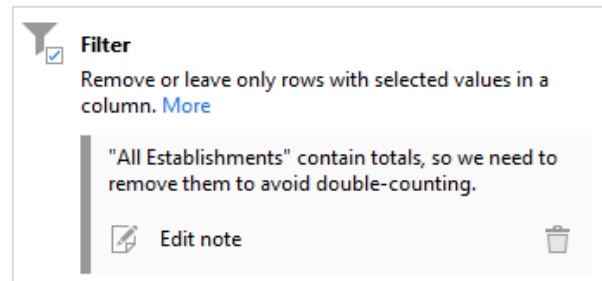 Filter
Remove or leave only rows with selected values in a
column. More
"All Establishments" contain totals, so we need to
remove them to avoid double-counting.
Edit note